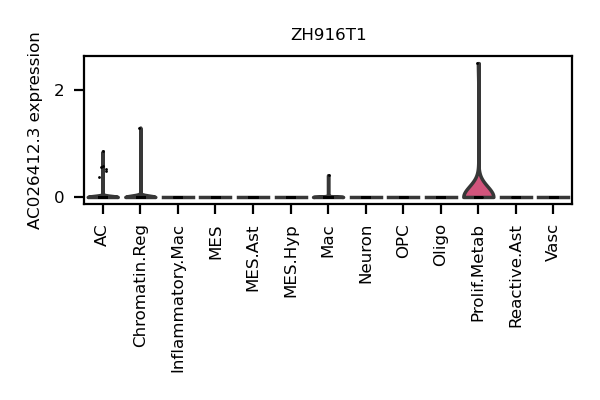 ZH916T1
AC026412.3 expression
2
0
AC
Chromatin.Reg
Inflammatory.Mac
MES
MES.Ast
MES.Hyp
Mac
Neuron
OPC
Oligo
Prolif.Metab
Reactive.Ast
Vasc